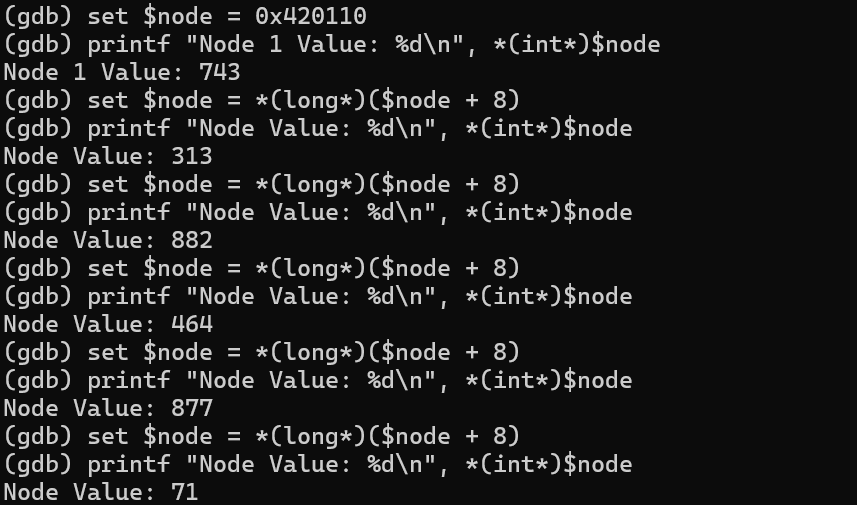 (gdb) set $node = 0x420110
(gdb) printf "Node 1 Value: %d\n", *(int*)$node
Node 1 Value: 743
(gdb) set $node = *(long*)($node + 8)
(gdb) printf "Node Value: %d\n", *(int*)$node
Node Value: 313
(gdb) set $node = *(long*)($node + 8)
(gdb) printf "Node Value: %d\n", *(int*)$node
Node Value: 882
(gdb) set $node = *(long*)($node + 8)
(gdb) printf "Node Value: %d\n", *(int*)$node
Node Value: 464
(gdb) set $node = *(long*)($node + 8)
(gdb) printf "Node Value: %d\n", *(int*)$node
Node Value: 877
(gdb) set $node = *(long*)($node + 8)
(gdb) printf "Node Value: %d\n", *(int*)$node
Node Value: 71